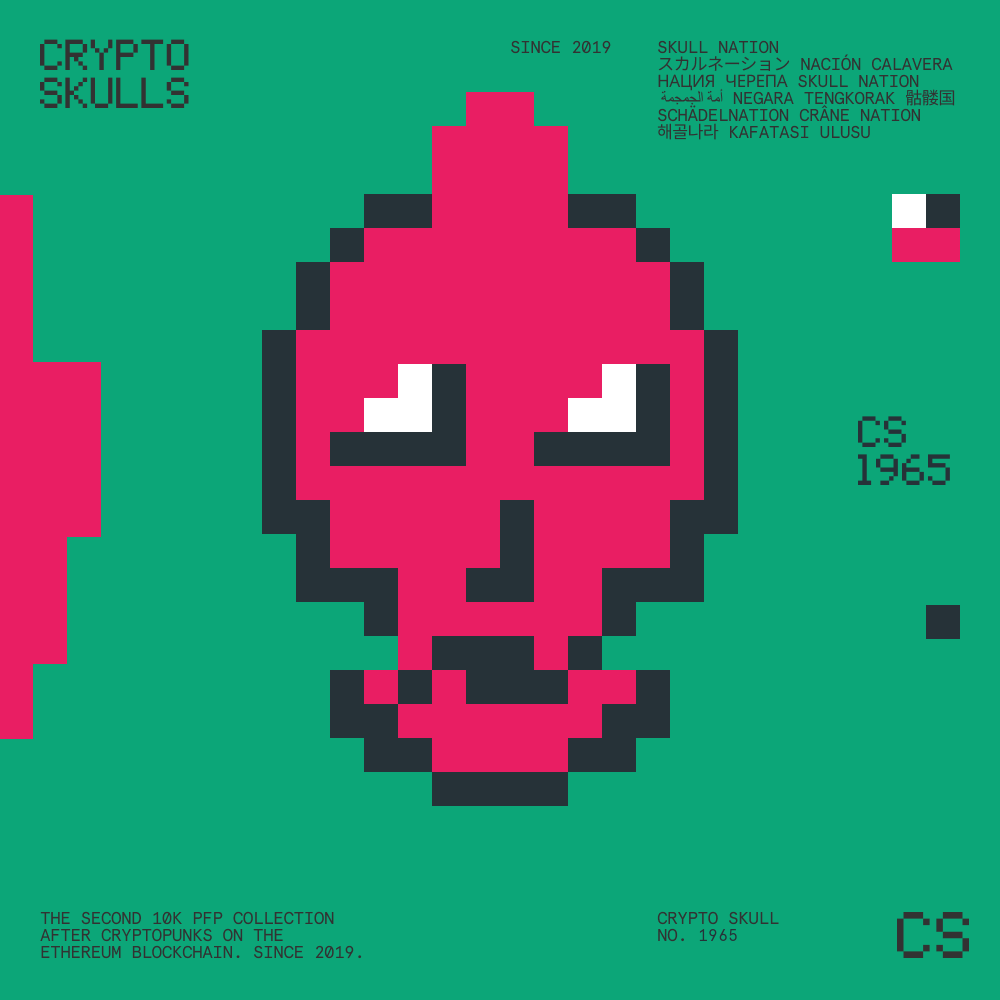 CRYPTO
SKULLS
SINCE 2019
SKULL NATION
スカルネーション NACIÓN CALAVERA
НАЦИЯ ЧЕРЕПА SKULL NATION
أمة الجمجمة NEGARA TENGKORAK 骷髅国
SCHÄDELNATION CRÂNE NATION
해골나라 KAFATASI ULUSU
CS
1965
THE SECOND 10K PFP COLLECTION
AFTER CRYPTOPUNKS ON THE
ETHEREUM BLOCKCHAIN. SINCE 2019.
CRYPTO SKULL
NO. 1965
CS